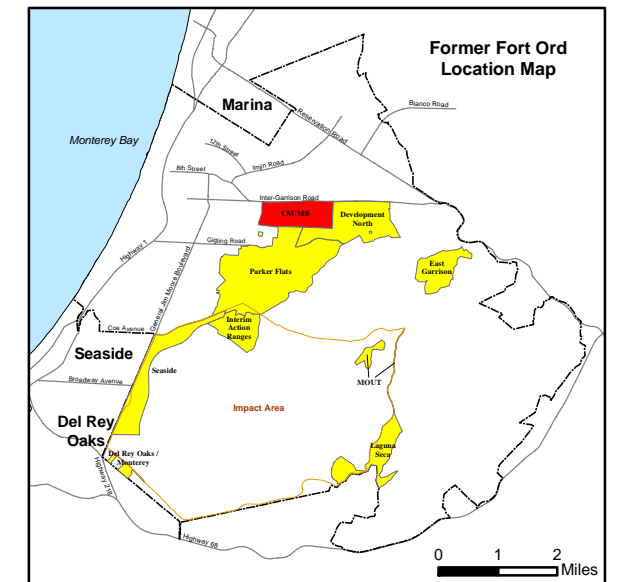 Former Fort Ord
Location Map
Marina
Blanco Road
Reservation Road
Monterey Bay
12th Street
8th Street
Imjin Road
Inter-Garrison Road
CSUMB
Development
North
Gigling Road
Highway 1
General Jim Moore Boulevard
Parker Flats
East
Garrison
Interim
Action
Ranges
Coe Avenue
Seaside
Seaside
MOUT
Broadway Avenue
Impact Area
Del Rey
Oaks
Laguna
Seca
Del Rey Oaks /
Monterey
Highway 218
Highway 68
0 1 2
Miles